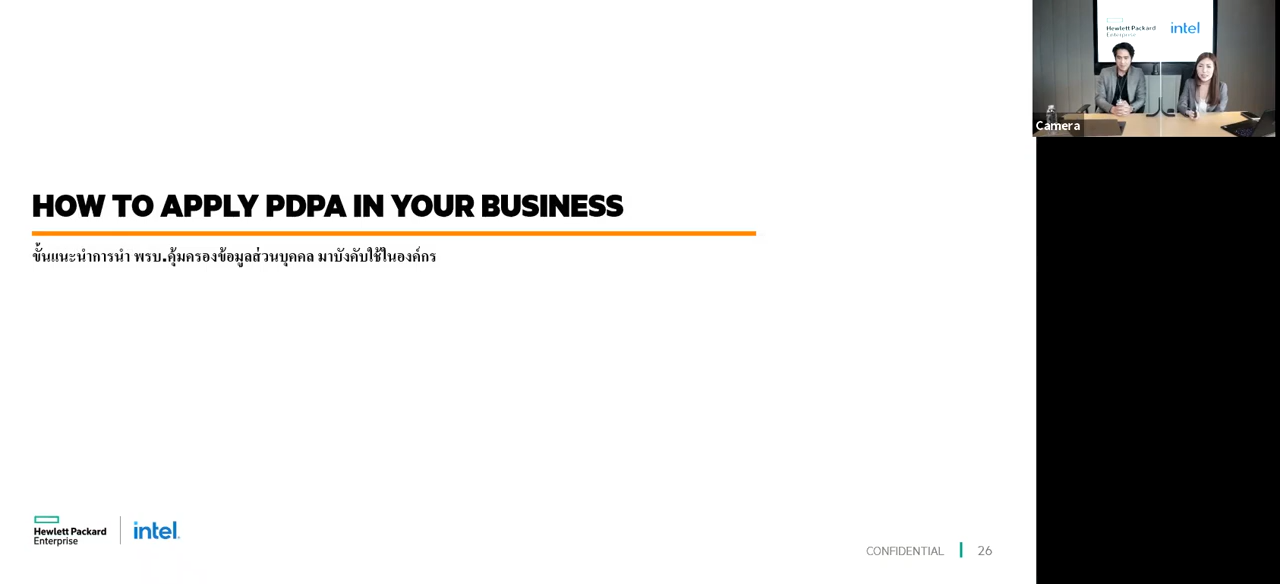 HOW TO APPLY PDPA IN YOUR BUSINESS
ขั้นแนะนำการนำ พรบ.คุ้มครองข้อมูลส่วนบุคคล มาบังคับใช้ในองค์กร
Hewlett Packard
Enterprise
intel.
CONFIDENTIAL | 26
Hewlett Packard
Enterprise
intel
Camera